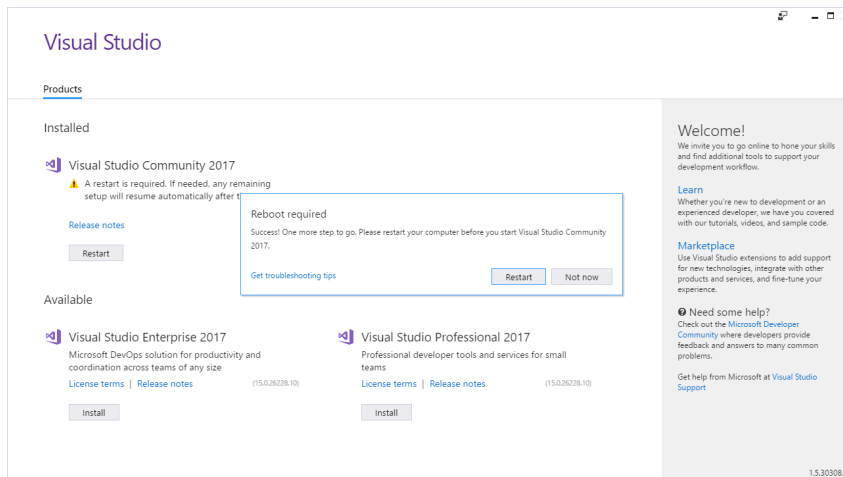 Visual Studio
Products
Installed
Visual Studio Community 2017
A restart is required. If needed, any remaining
setup will resume automatically after t
Release notes
Restart
Reboot required
Success! One more step to go. Please restart your computer before you start Visual Studio Community
2017.
Get troubleshooting tips
Restart
Not now
Available
Visual Studio Enterprise 2017
Microsoft DevOps solution for productivity and
coordination across teams of any size
License terms | Release notes
(15.0.26228.10)
Install
Visual Studio Professional 2017
Professional developer tools and services for small
teams
License terms | Release notes
(15.0.26228.10)
Install
Welcome!
We invite you to go online to hone your skills
and find additional tools to support your
development workflow.
Learn
Whether you're new to development or an
experienced developer, we have you covered
with our tutorials, videos, and sample code.
Marketplace
Use Visual Studio extensions to add support
for new technologies, integrate with other
products and services, and fine-tune your
experience.
Need some help?
Check out the Microsoft Developer
Community where developers provide
feedback and answers to many common
problems.
Get help from Microsoft at Visual Studio
Support
1.5.30308.